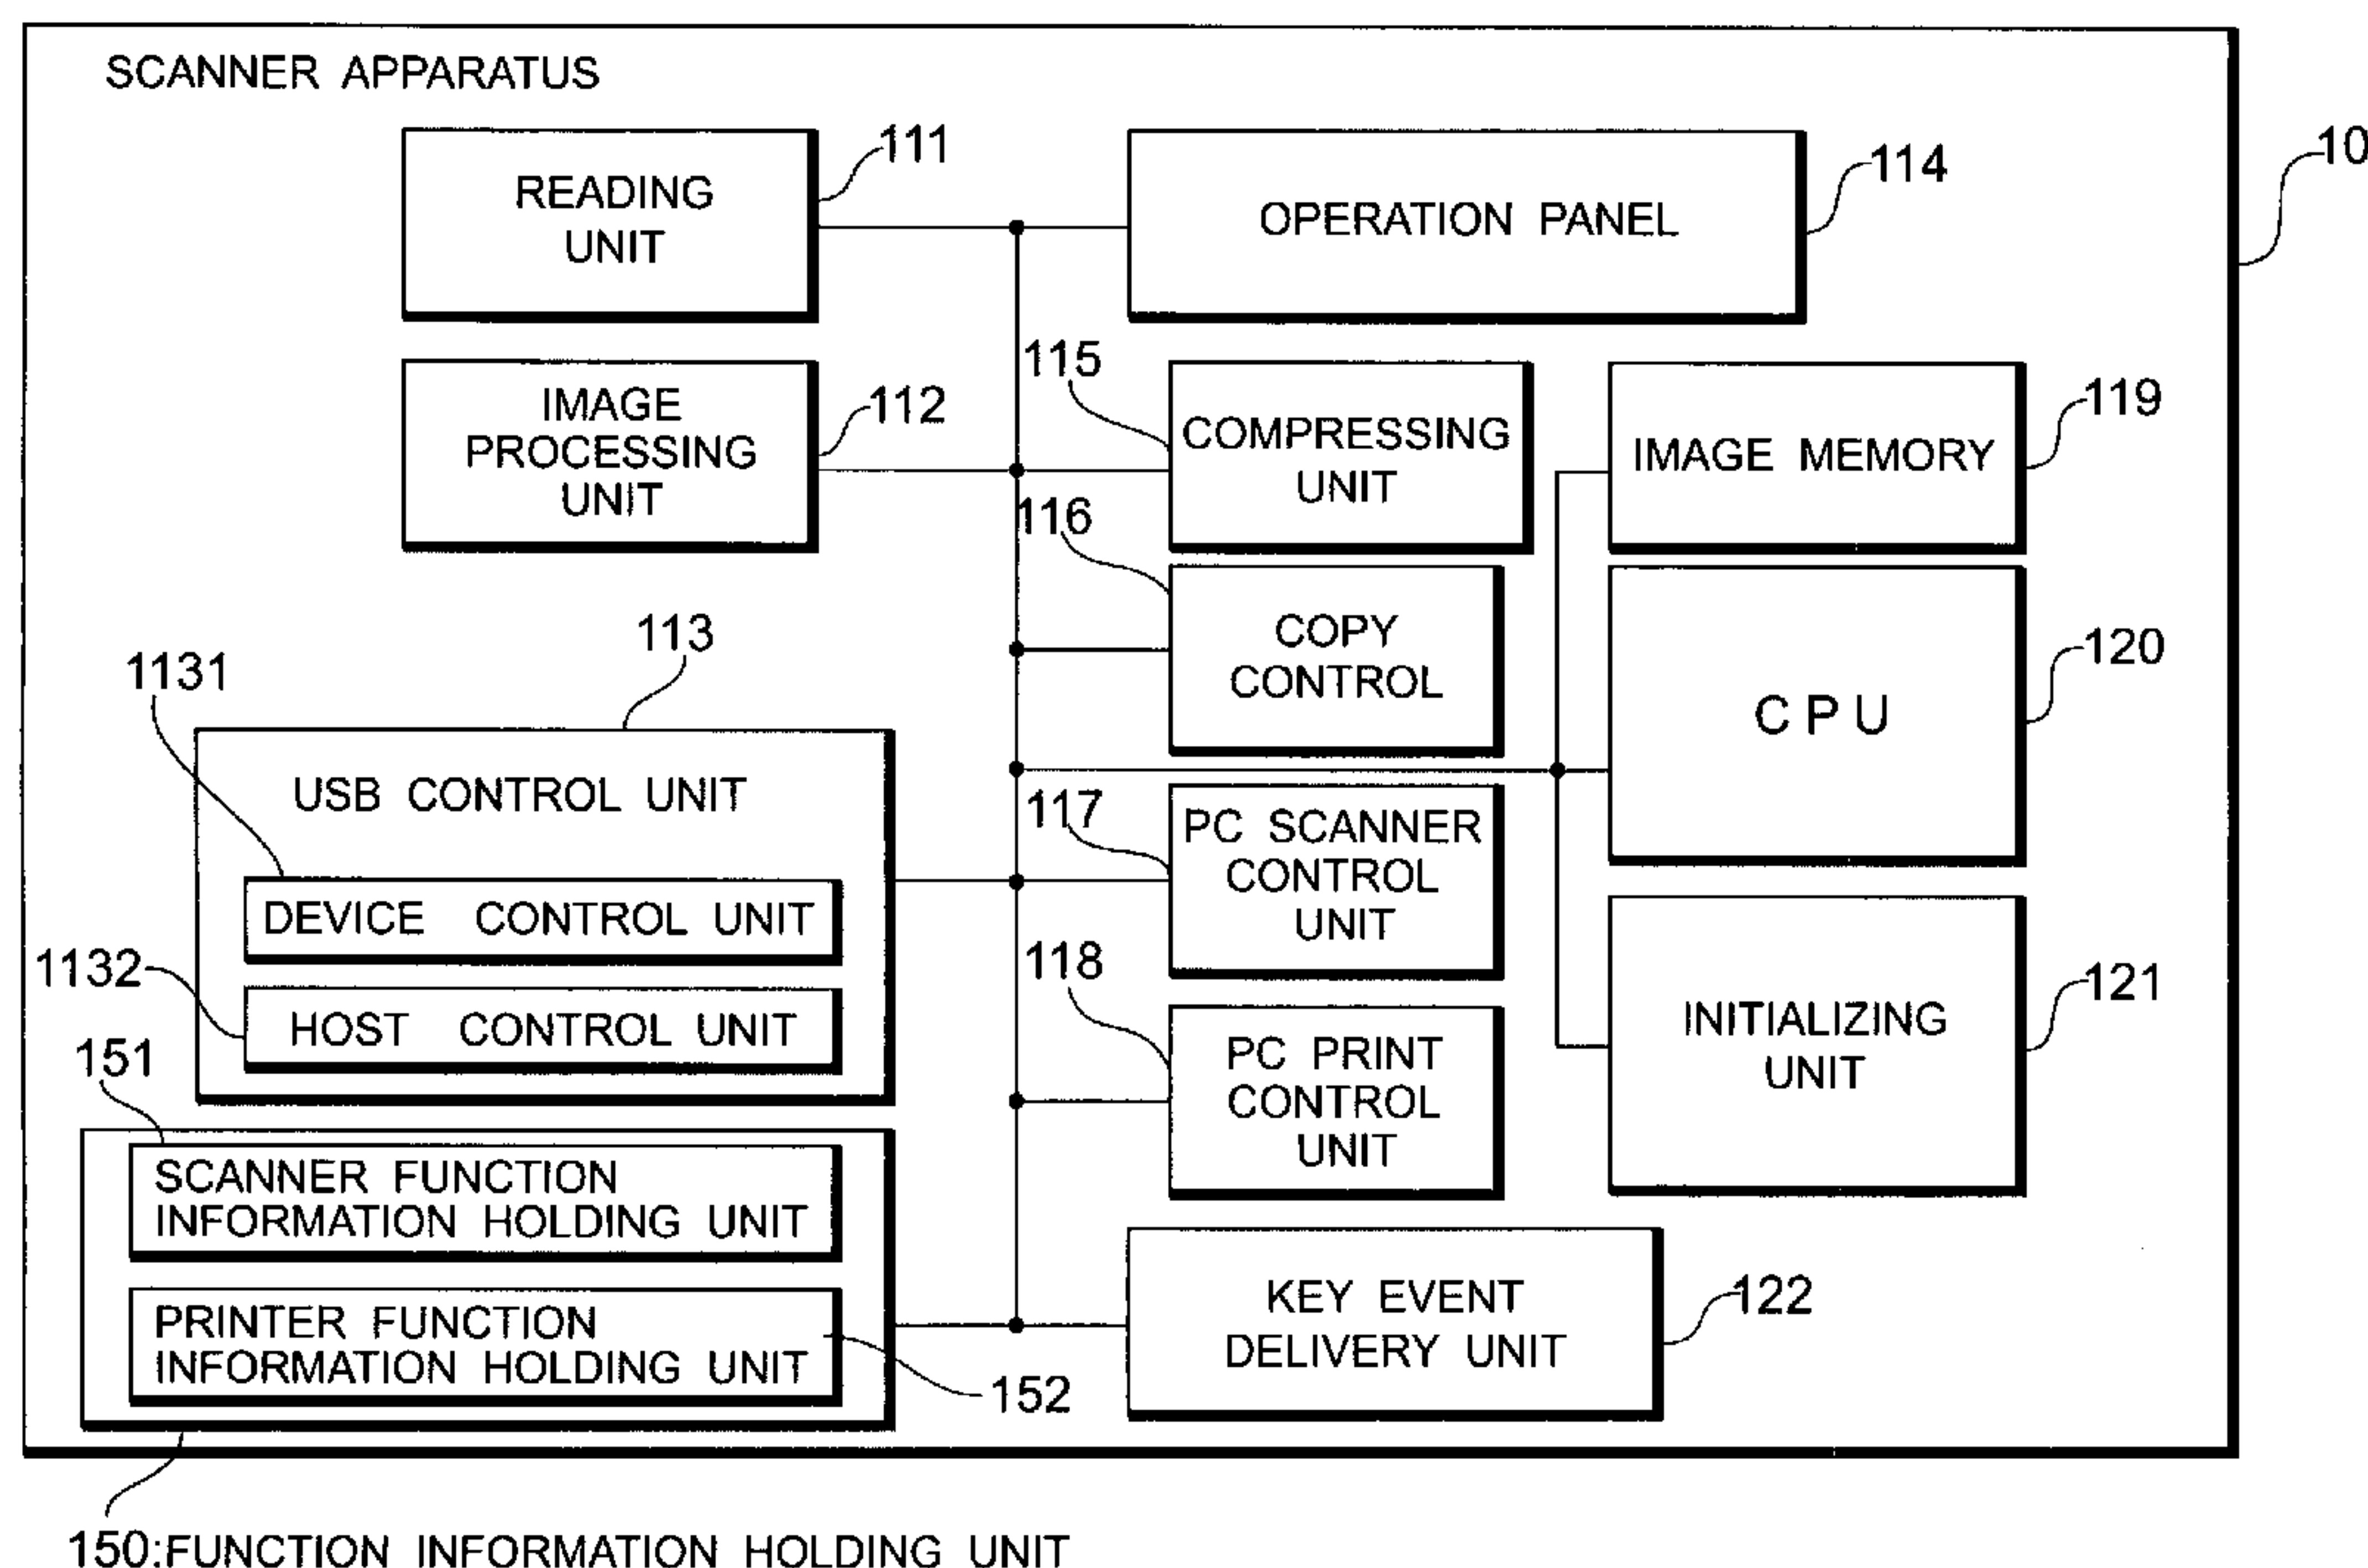 SCANNER APPARATUS
READING
UNIT
111
OPERATION PANEL
114
10
IMAGE
PROCESSING
UNIT
112
115
COMPRESSING
UNIT
IMAGE MEMORY
119
116
COPY
CONTROL
CPU
120
113
1131
USB CONTROL UNIT
DEVICE CONTROL UNIT
1132
HOST CONTROL UNIT
117
PC SCANNER
CONTROL
UNIT
118
PC PRINT
CONTROL
UNIT
INITIALIZING
UNIT
121
151
SCANNER FUNCTION
INFORMATION HOLDING UNIT
PRINTER FUNCTION
INFORMATION HOLDING UNIT
152
KEY EVENT
DELIVERY UNIT
122
150:FUNCTION INFORMATION HOLDING UNIT